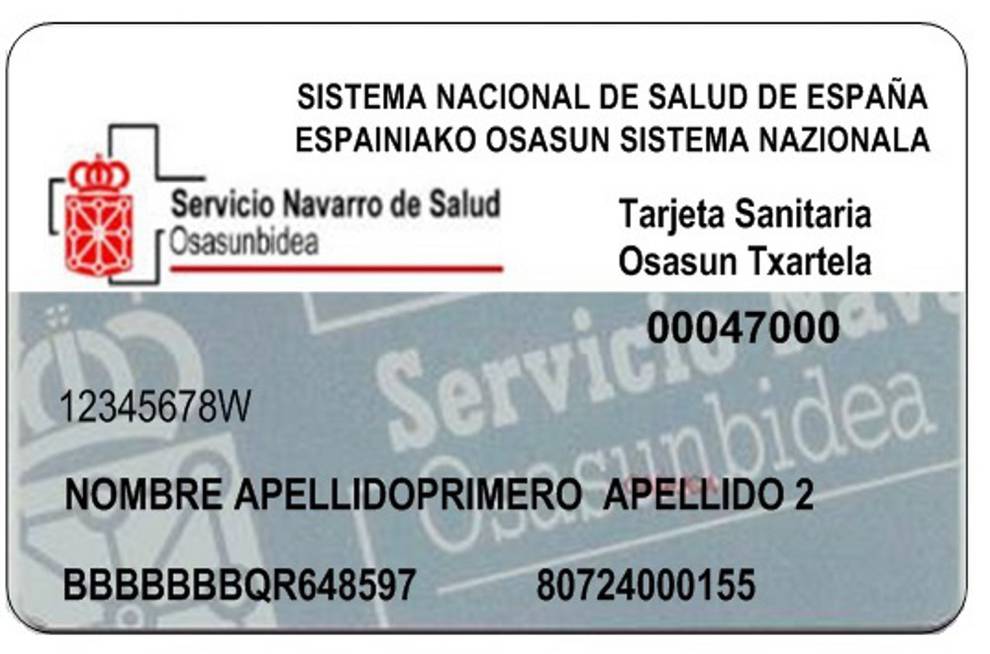 SISTEMA NACIONAL DE SALUD DE ESPAÑA
ESPAINIAKO OSASUN SISTEMA NAZIONALA
Servicio Navarro de Salud
Osasunbidea
Tarjeta Sanitaria
Osasun Txartela
00047000
Servicio Nava
Osasunbidea
12345678W
NOMBRE APELLIDOPRIMERO APELLIDO 2
BBBBBBBQR648597 80724000155